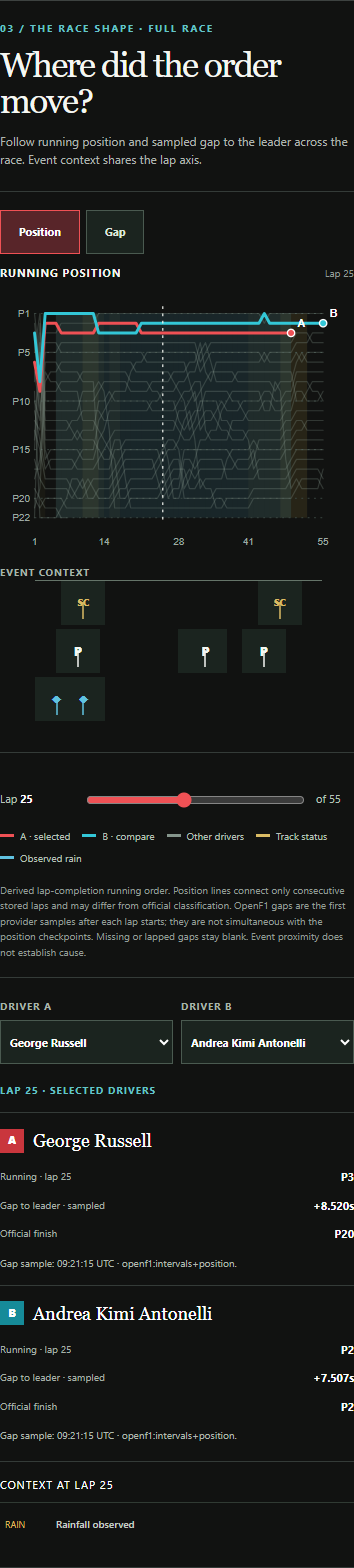 03 / THE RACE SHAPE · FULL RACE
Where did the order
move?
Follow running position and sampled gap to the leader across the
race. Event context shares the lap axis.
Position
Gap
RUNNING POSITION
Lap 25
P1
P5
P10
P15
P20
P22
A
B
1
14
28
41
55
EVENT CONTEXT
SC
SC
P
P
P
Lap 25
of 55
A · selected
B · compare
Other drivers
Track status
Observed rain
Derived lap-completion running order. Position lines connect only consecutive
stored laps and may differ from official classification. OpenF1 gaps are the first
provider samples after each lap starts; they are not simultaneous with the
position checkpoints. Missing or lapped gaps stay blank. Event proximity does
not establish cause.
DRIVER A
DRIVER B
George Russell
Andrea Kimi Antonelli
LAP 25 · SELECTED DRIVERS
A
George Russell
Running · lap 25
P3
Gap to leader · sampled
+8.520s
Official finish
P20
Gap sample: 09:21:15 UTC · openf1:intervals+position.
B
Andrea Kimi Antonelli
Running · lap 25
P2
Gap to leader · sampled
+7.507s
Official finish
P2
Gap sample: 09:21:15 UTC · openf1:intervals+position.
CONTEXT AT LAP 25
RAIN
Rainfall observed